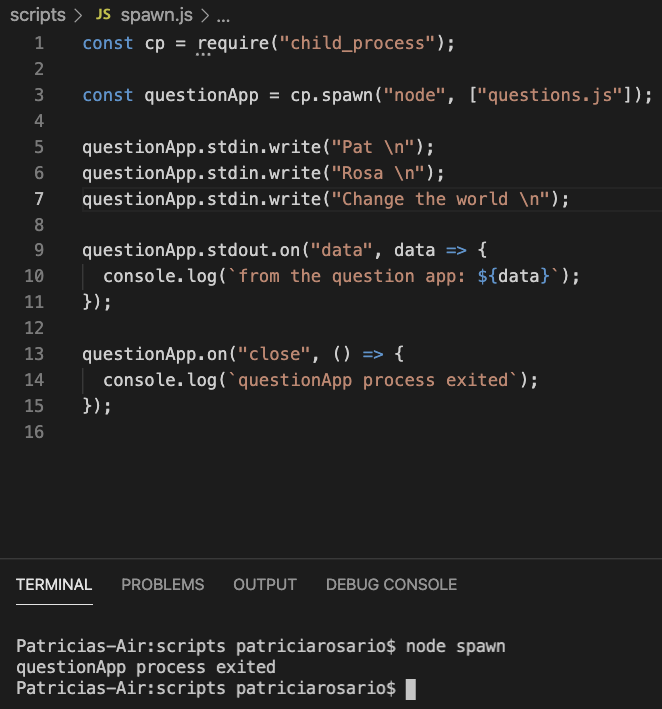 scripts > JS spawn.js > ...
1 const cp = require("child_process");
2
3 const questionApp = cp.spawn("node", ["questions.js"]);
4
5 questionApp.stdin.write("Pat \n");
6 questionApp.stdin.write("Rosa \n");
7 questionApp.stdin.write("Change the world \n");
8
9 questionApp.stdout.on("data", data => {
10   console.log(`from the question app: ${data}`);
11 });
12
13 questionApp.on("close", () => {
14   console.log(`questionApp process exited`);
15 });
16
TERMINAL PROBLEMS OUTPUT DEBUG CONSOLE
Patricias-Air:scripts patriciarosario$ node spawn
questionApp process exited
Patricias-Air:scripts patriciarosario$